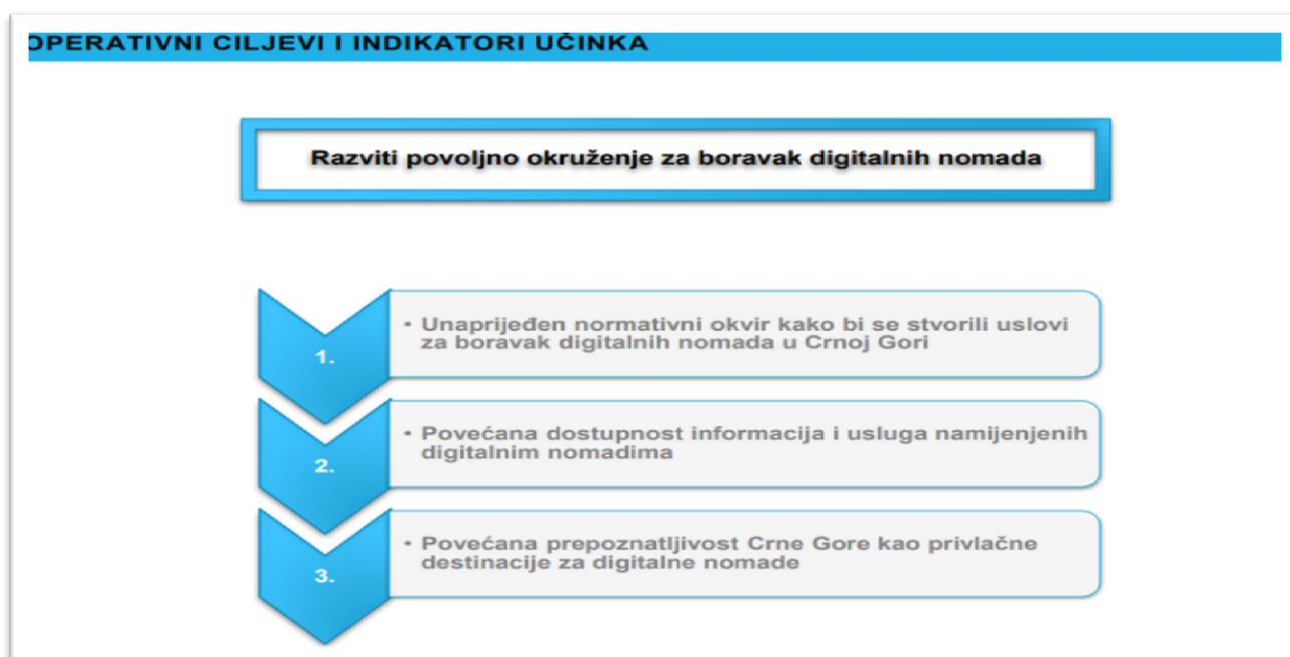 OPERATIVNI CILJEVI I INDIKATORI UČINKA
Razviti povoljno okruženje za boravak digitalnih nomada
1.
• Unaprijeđen normativni okvir kako bi se stvorili uslovi
za boravak digitalnih nomada u Crnoj Gori
2.
• Povećana dostupnost informacija i usluga namijenjenih
digitalnim nomadima
3.
• Povećana prepoznatljivost Crne Gore kao privlačne
destinacije za digitalne nomade